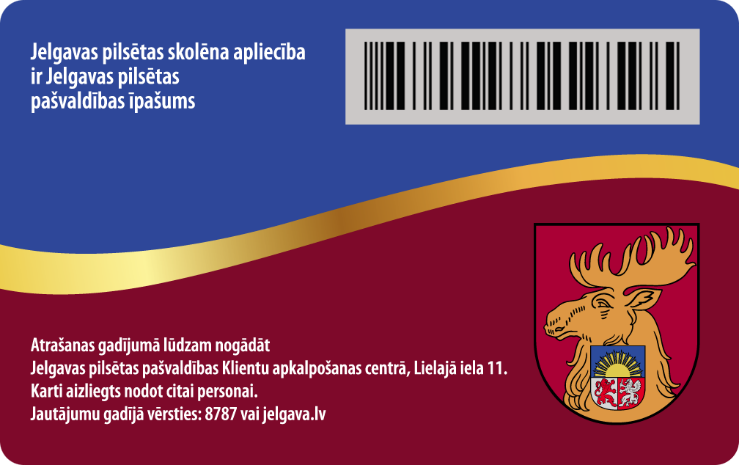 Jelgavas pilsētas skolēna apliecība
ir Jelgavas pilsētas
pašvaldības īpašums
Atrašanas gadījumā lūdzam nogādāt
Jelgavas pilsētas pašvaldības Klientu apkalpošanas centrā, Lielajā iela 11.
Karti aizliegts nodot citai personai.
Jautājumu gadījā vērsties: 8787 vai jelgava.lv